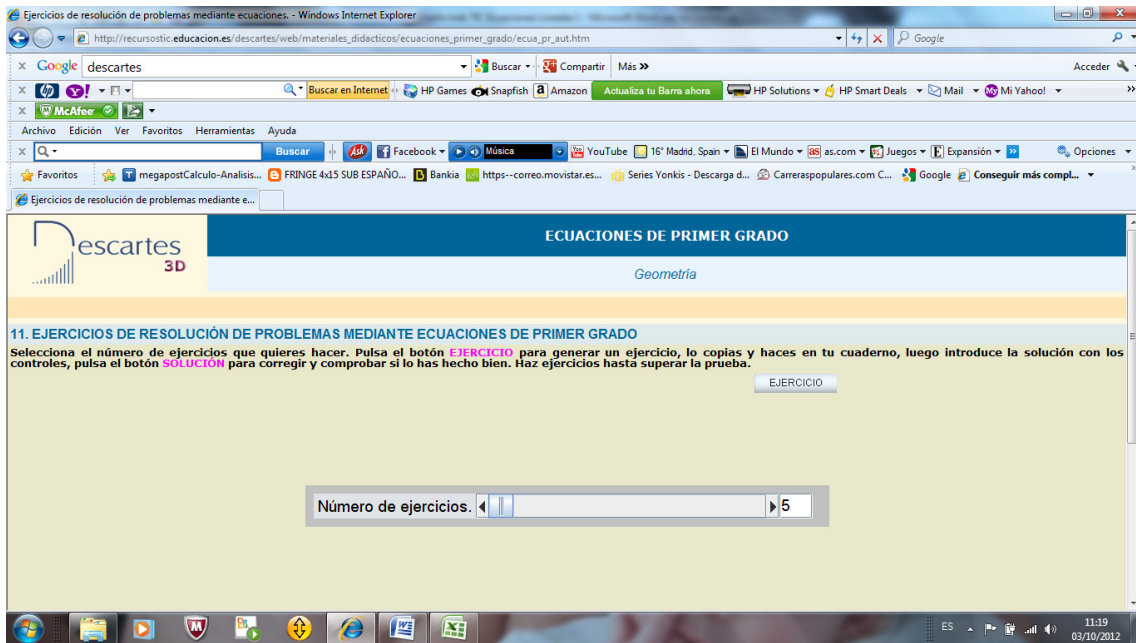 Ejercicios de resolución de problemas mediante ecuaciones. - Windows Internet Explorer
http://recursostic.educacion.es/descartes/web/materiales_didacticos/ecuaciones_primer_grado/ecua_pr_aut.htm
Google
x Google descartes Buscar Compartir Más »
Acceder
x hp Y! Buscar en Internet HP Games Snapfish a Amazon Actualiza tu Barra ahora HP Solutions HP Smart Deals Mail Mi Yahoo! »
x McAfee
Archivo Edición Ver Favoritos Herramientas Ayuda
x Buscar Ask Facebook Música YouTube 16° Madrid, Spain El Mundo as as.com Juegos E Expansión » Opciones
Favoritos megapostCalculo-Analisis... FRINGE 4x15 SUB ESPAÑO... B Bankia https--correo.movistar.es... Series Yonkis - Descarga d... Carreraspopulares.com C... Google Conseguir más compl...
Ejercicios de resolución de problemas mediante e...
Descartes
3D
ECUACIONES DE PRIMER GRADO
Geometría
11. EJERCICIOS DE RESOLUCIÓN DE PROBLEMAS MEDIANTE ECUACIONES DE PRIMER GRADO
Selecciona el número de ejercicios que quieres hacer. Pulsa el botón EJERCICIO para generar un ejercicio, lo copias y haces en tu cuaderno, luego introduce la solución con los
controles, pulsa el botón SOLUCIÓN para corregir y comprobar si lo has hecho bien. Haz ejercicios hasta superar la prueba.
EJERCICIO
Número de ejercicios. 5
ES
11:19
03/10/2012